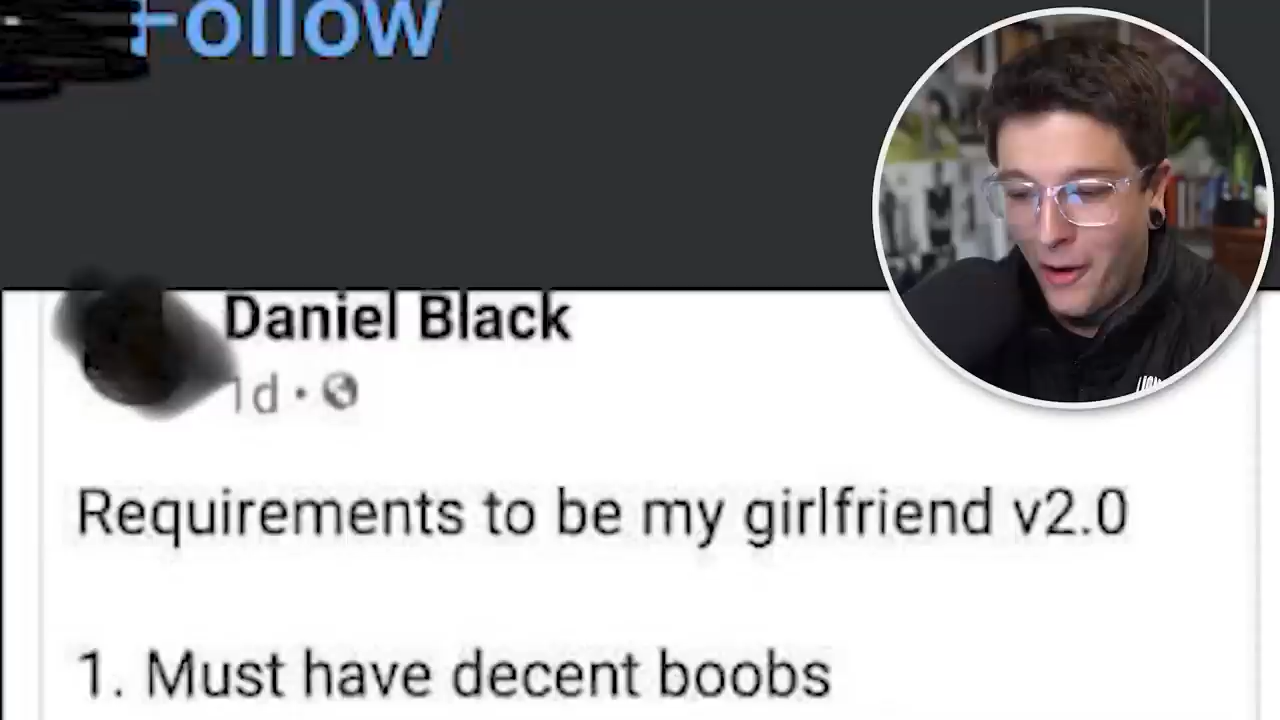 Follow
Daniel Black
1d •
Requirements to be my girlfriend v2.0
1. Must have decent boobs